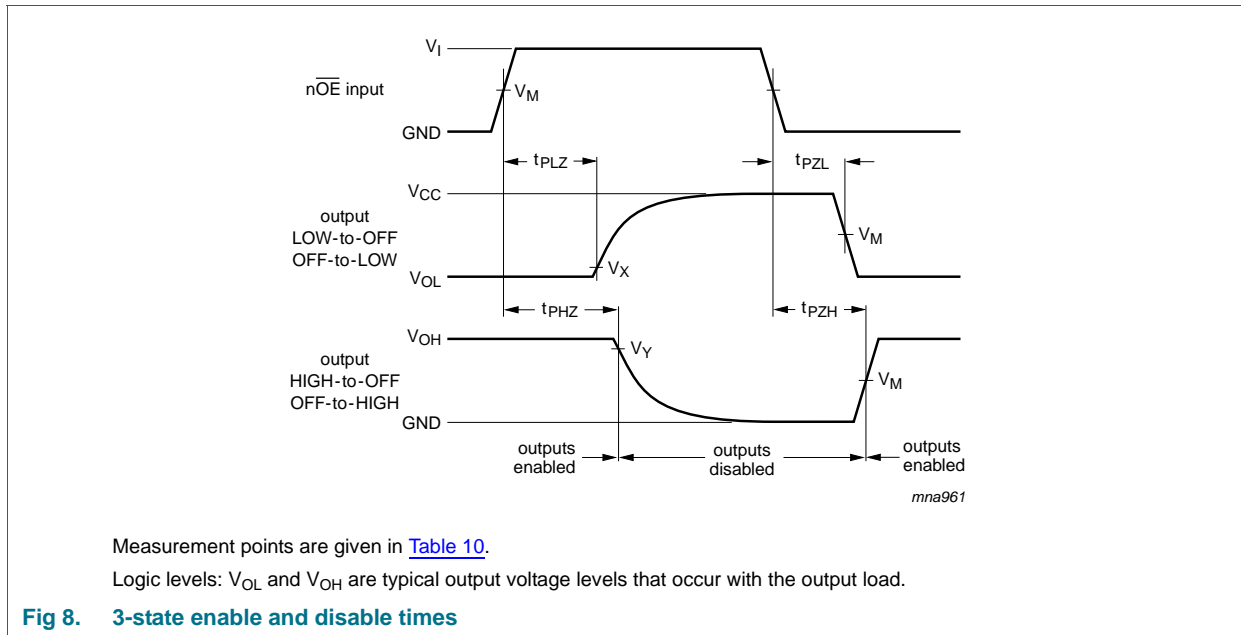 V_I
nO̅E̅ input
V_M
GND
t_PLZ
t_PZL
V_CC
output
LOW-to-OFF
OFF-to-LOW
V_M
V_X
V_OL
t_PHZ
t_PZH
V_OH
V_Y
output
HIGH-to-OFF
OFF-to-HIGH
V_M
GND
outputs
enabled
outputs
disabled
outputs
enabled
mna961
Measurement points are given in Table 10.
Logic levels: V_OL and V_OH are typical output voltage levels that occur with the output load.
Fig 8. 3-state enable and disable times